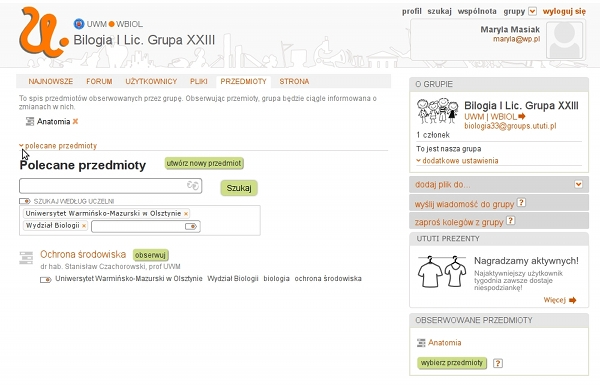 profil szukaj wspólnota grupy wyloguj się
UWM WBIOL
Bilogia I Lic. Grupa XXIII
Maryla Masiak
maryla@wp.pl
NAJNOWSZE FORUM UŻYTKOWNICY PLIKI PRZEDMIOTY STRONA
To spis przedmiotów obserwowanych przez grupę. Obserwując przemioty, grupa będzie ciągle informowana o
zmianach w nich.
Anatomia
polecane przedmioty
Polecane przedmioty
utwórz nowy przedmiot
Szukaj
SZUKAJ WEDŁUG UCZELNI
Uniwersytet Warmińsko-Mazurski w Olsztynie
Wydział Biologii
Ochrona środowiska
obserwuj
dr hab. Stanisław Czachorowski, prof UWM
Uniwersytet Warmińsko-Mazurski w Olsztynie Wydział Biologii biologia ochrona środowiska
O GRUPIE
Bilogia I Lic. Grupa XXIII
UWM | WBIOL
biologia33@groups.ututi.pl
1 członek
To jest nasza grupa
dodatkowe ustawienia
dodaj plik do...
wyślij wiadomość do grupy ?
zaproś kolegów z grupy ?
UTUTI PREZENTY
Nagradzamy aktywnych!
Najaktywniejszy użytkownik
tygodnia zawsze dostaje
niespodziankę!
Więcej
OBSERWOWANE PRZEDMIOTY
Anatomia
wybierz przedmioty ?